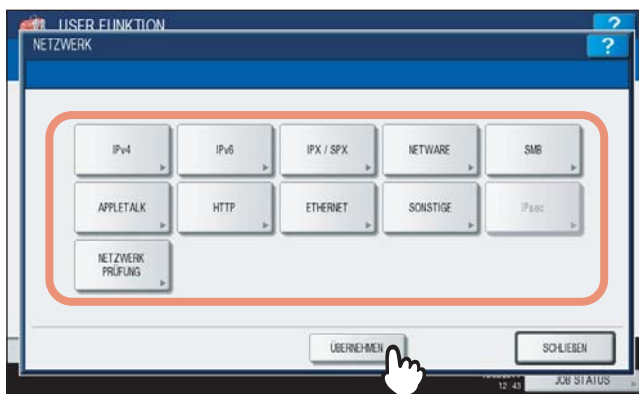 USER FUNKTION ?
NETZWERK ?
IPv4 IPv6 IPX / SPX NETWARE SMB
APPLETALK HTTP ETHERNET SONSTIGE IPsec
NETZWERK
PRÜFUNG
ÜBERNEHMEN SCHLIEßEN
12:43 JOB STATUS